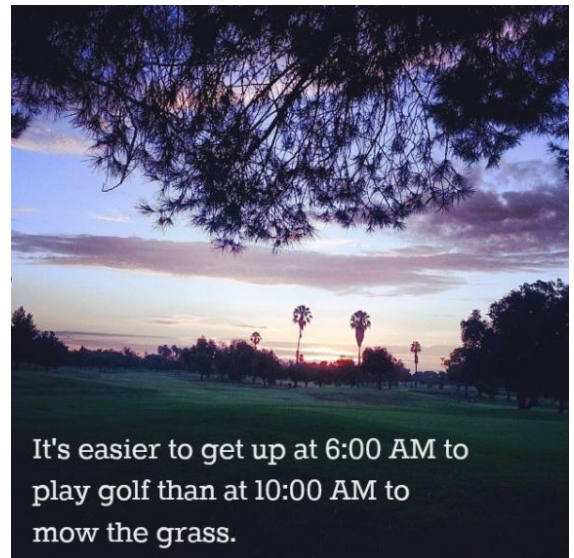 It's easier to get up at 6:00 AM to
play golf than at 10:00 AM to
mow the grass.